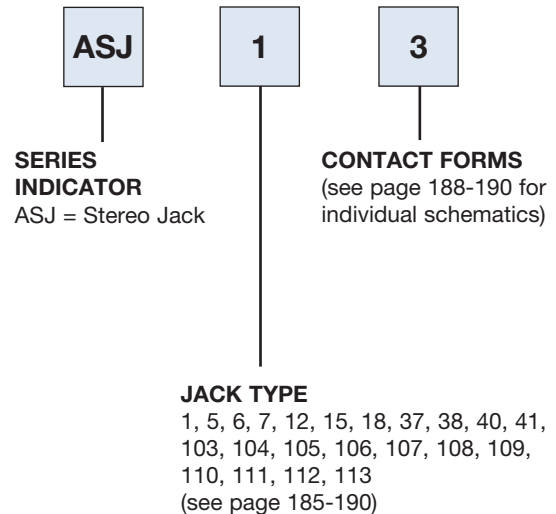 ASJ 1 3
SERIES
INDICATOR
ASJ = Stereo Jack
CONTACT FORMS
(see page 188-190 for
individual schematics)
JACK TYPE
1, 5, 6, 7, 12, 15, 18, 37, 38, 40, 41,
103, 104, 105, 106, 107, 108, 109,
110, 111, 112, 113
(see page 185-190)